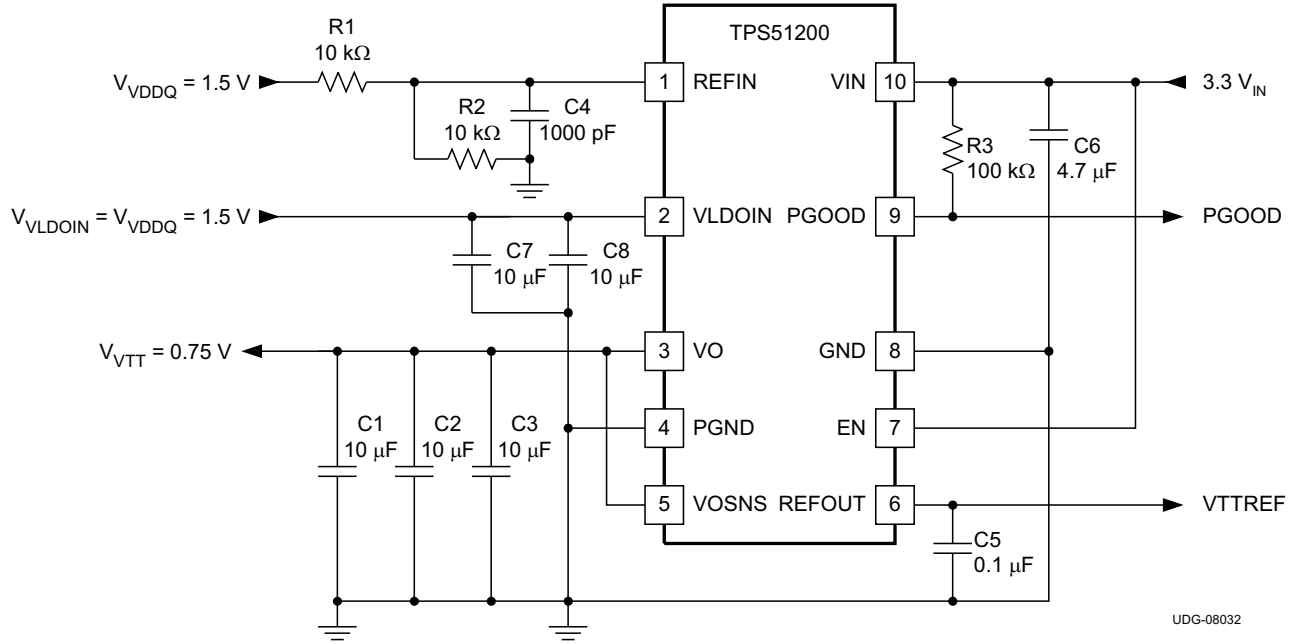 R1
10 kΩ
V_VDDQ = 1.5 V
R2
10 kΩ
C4
1000 pF
V_VLDOIN = V_VDDQ = 1.5 V
C7
10 µF
C8
10 µF
V_VTT = 0.75 V
C1
10 µF
C2
10 µF
C3
10 µF
TPS51200
1 REFIN
VIN 10
2 VLDOIN
PGOOD 9
3 VO
GND 8
4 PGND
EN 7
5 VOSNS
REFOUT 6
3.3 V_IN
R3
100 kΩ
C6
4.7 µF
PGOOD
VTTREF
C5
0.1 µF
UDG-08032